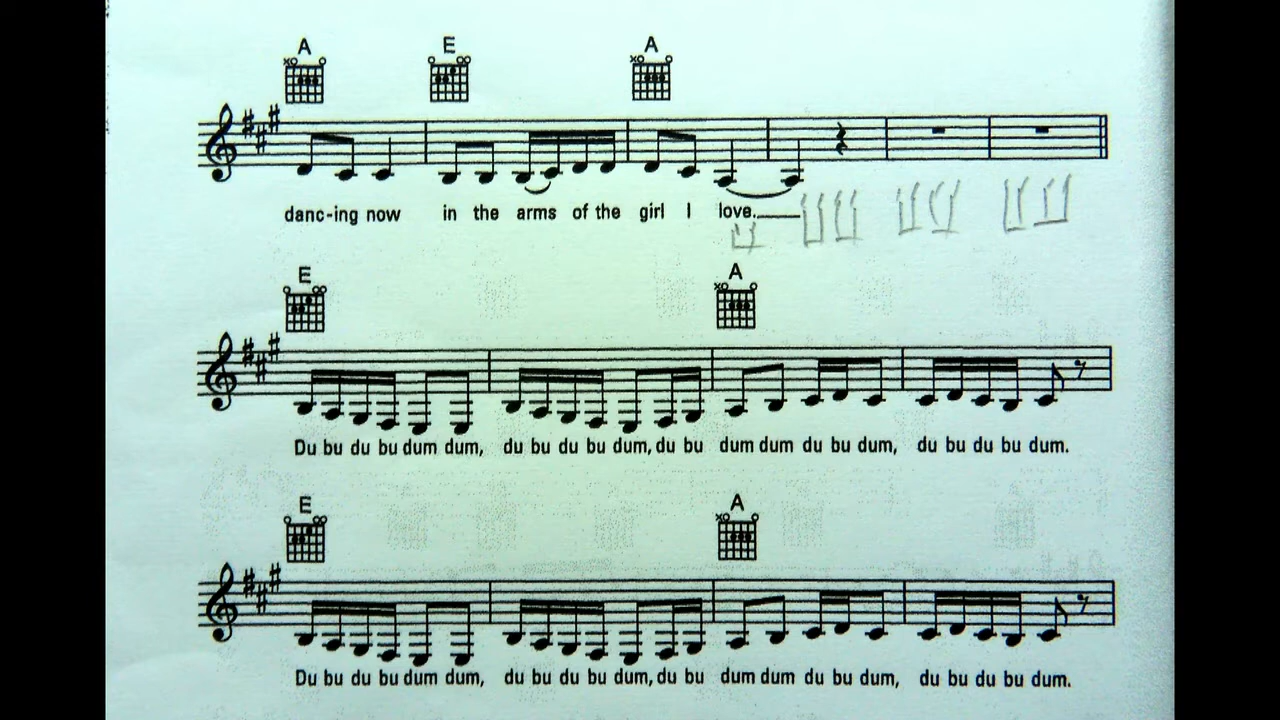 A E A
danc-ing now in the arms of the girl I love.
E A
Du bu du bu dum dum, du bu du bu dum, du bu dum dum du bu dum, du bu du bu dum.
E A
Du bu du bu dum dum, du bu du bu dum, du bu dum dum du bu dum, du bu du bu dum.